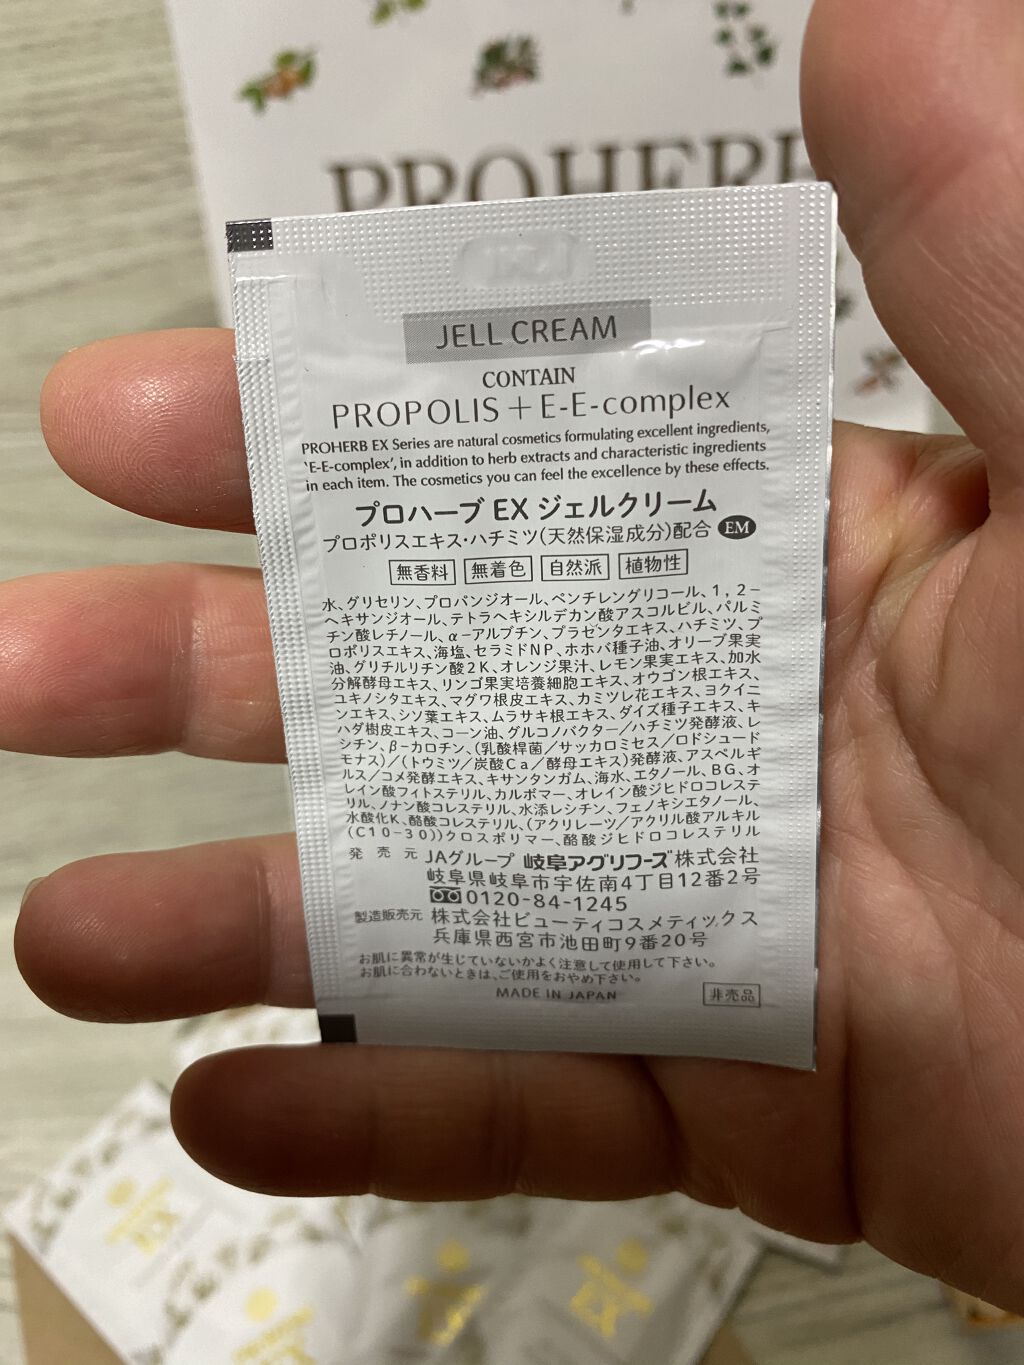 PROHERB
JELL CREAM
CONTAIN
PROPOLIS+E-E-complex
PROHERB EX Series are natural cosmetics formulating excellent ingredients,
'E-E-complex', in addition to herb extracts and characteristic ingredients
in each item. The cosmetics you can feel the excellence by these effects.
プロハーブ EX ジェルクリーム
プロポリスエキス・ハチミツ(天然保湿成分)配合 EM
無香料 無着色 自然派 植物性
水、グリセリン、プロパンジオール、ペンチレングリコール、1,2-
ヘキサンジオール、テトラヘキシルデカン酸アスコルビル、パルミ
チン酸レチノール、α-アルブチン、プラセンタエキス、ハチミツ、プ
ロポリスエキス、海塩、セラミドNP、ホホバ種子油、オリーブ果実
油、グリチルリチン酸2K、オレンジ果汁、レモン果実エキス、加水
分解酵母エキス、リンゴ果実培養細胞エキス、オウゴン根エキス、
ユキノシタエキス、マグワ根皮エキス、カミツレ花エキス、ヨクイニ
ンエキス、シソ葉エキス、ムラサキ根エキス、ダイズ種子エキス、キ
ハダ樹皮エキス、コーン油、グルコノバクター/ハチミツ発酵液、レ
シチン、β-カロチン、(乳酸桿菌/サッカロミセス/ロドシュード
モナス)/(トウミツ/炭酸Ca/酵母エキス)発酵液、アスペルギ
ルス/コメ発酵エキス、キサンタンガム、海水、エタノール、BG、オ
レイン酸フィトステリル、カルボマー、オレイン酸ジヒドロコレステ
リル、ノナン酸コレステリル、水添レシチン、フェノキシエタノール、
水酸化K、酪酸コレステリル、(アクリレーツ/アクリル酸アルキル
(C10-30))クロスポリマー、酪酸ジヒドロコレステリル
発売元 JAグループ 岐阜アグリフーズ株式会社
岐阜県岐阜市宇佐南4丁目12番2号
0120-84-1245
製造販売元 株式会社ビューティコスメティックス
兵庫県西宮市池田町9番20号
お肌に異常が生じていないかよく注意して使用して下さい。
お肌に合わないときは、ご使用をおやめ下さい。
MADE IN JAPAN 非売品
EX
EX